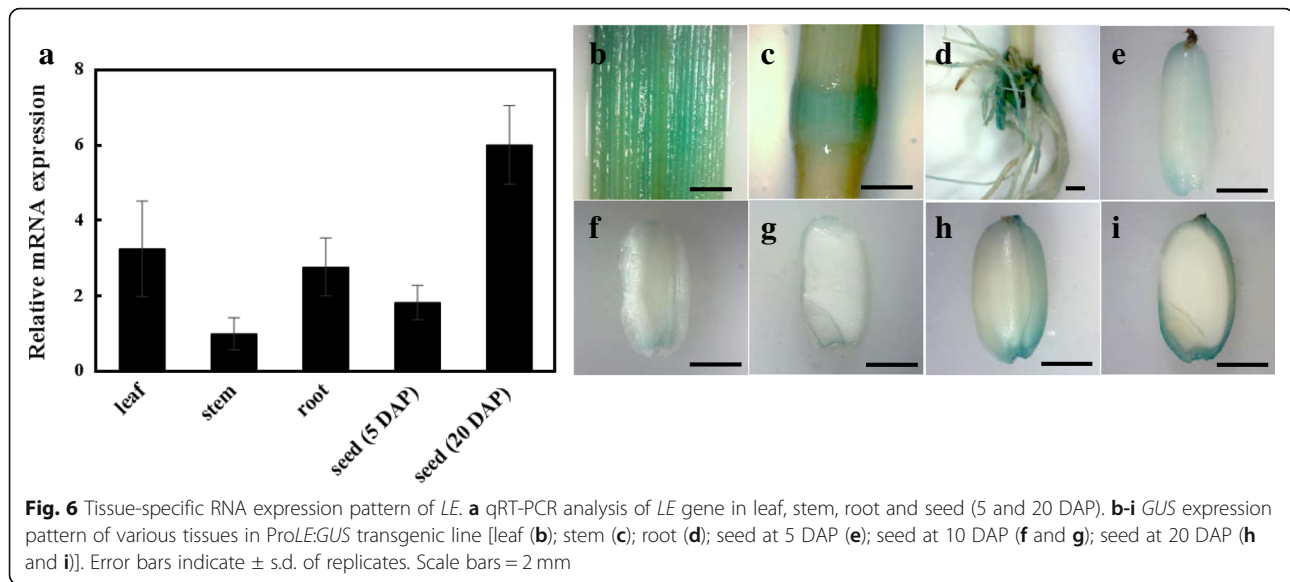 a
8
6
4
2
0
Relative mRNA expression
leaf
stem
root
seed (5 DAP)
seed (20 DAP)
b
c
d
e
f
g
h
i
Fig. 6 Tissue-specific RNA expression pattern of LE. a qRT-PCR analysis of LE gene in leaf, stem, root and seed (5 and 20 DAP). b-i GUS expression
pattern of various tissues in ProLE:GUS transgenic line [leaf (b); stem (c); root (d); seed at 5 DAP (e); seed at 10 DAP (f and g); seed at 20 DAP (h
and i)]. Error bars indicate ± s.d. of replicates. Scale bars = 2 mm